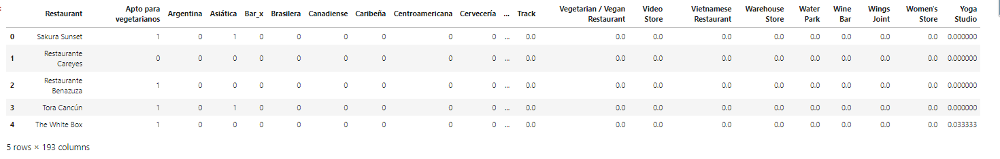 Restaurant Apto para vegetarianos Argentina Asiática Bar_x Brasilera Canadiense Caribeña Centroamericana Cervecería ... Track Vegetarian / Vegan Restaurant Video Store Vietnamese Restaurant Warehouse Store Water Park Wine Bar Wings Joint Women's Store Yoga Studio
0 Sakura Sunset 1 0 1 0 0 0 0 0 0 ... 0.0 0.0 0.0 0.0 0.0 0.0 0.0 0.0 0.0 0.000000
1 Restaurante Careyes 0 0 0 0 0 0 0 0 0 ... 0.0 0.0 0.0 0.0 0.0 0.0 0.0 0.0 0.0 0.000000
2 Restaurante Benazuza 1 0 0 0 0 0 0 0 0 ... 0.0 0.0 0.0 0.0 0.0 0.0 0.0 0.0 0.0 0.000000
3 Tora Cancún 1 0 1 0 0 0 0 0 0 ... 0.0 0.0 0.0 0.0 0.0 0.0 0.0 0.0 0.0 0.000000
4 The White Box 1 0 0 0 0 0 0 0 0 ... 0.0 0.0 0.0 0.0 0.0 0.0 0.0 0.0 0.0 0.033333
5 rows × 193 columns